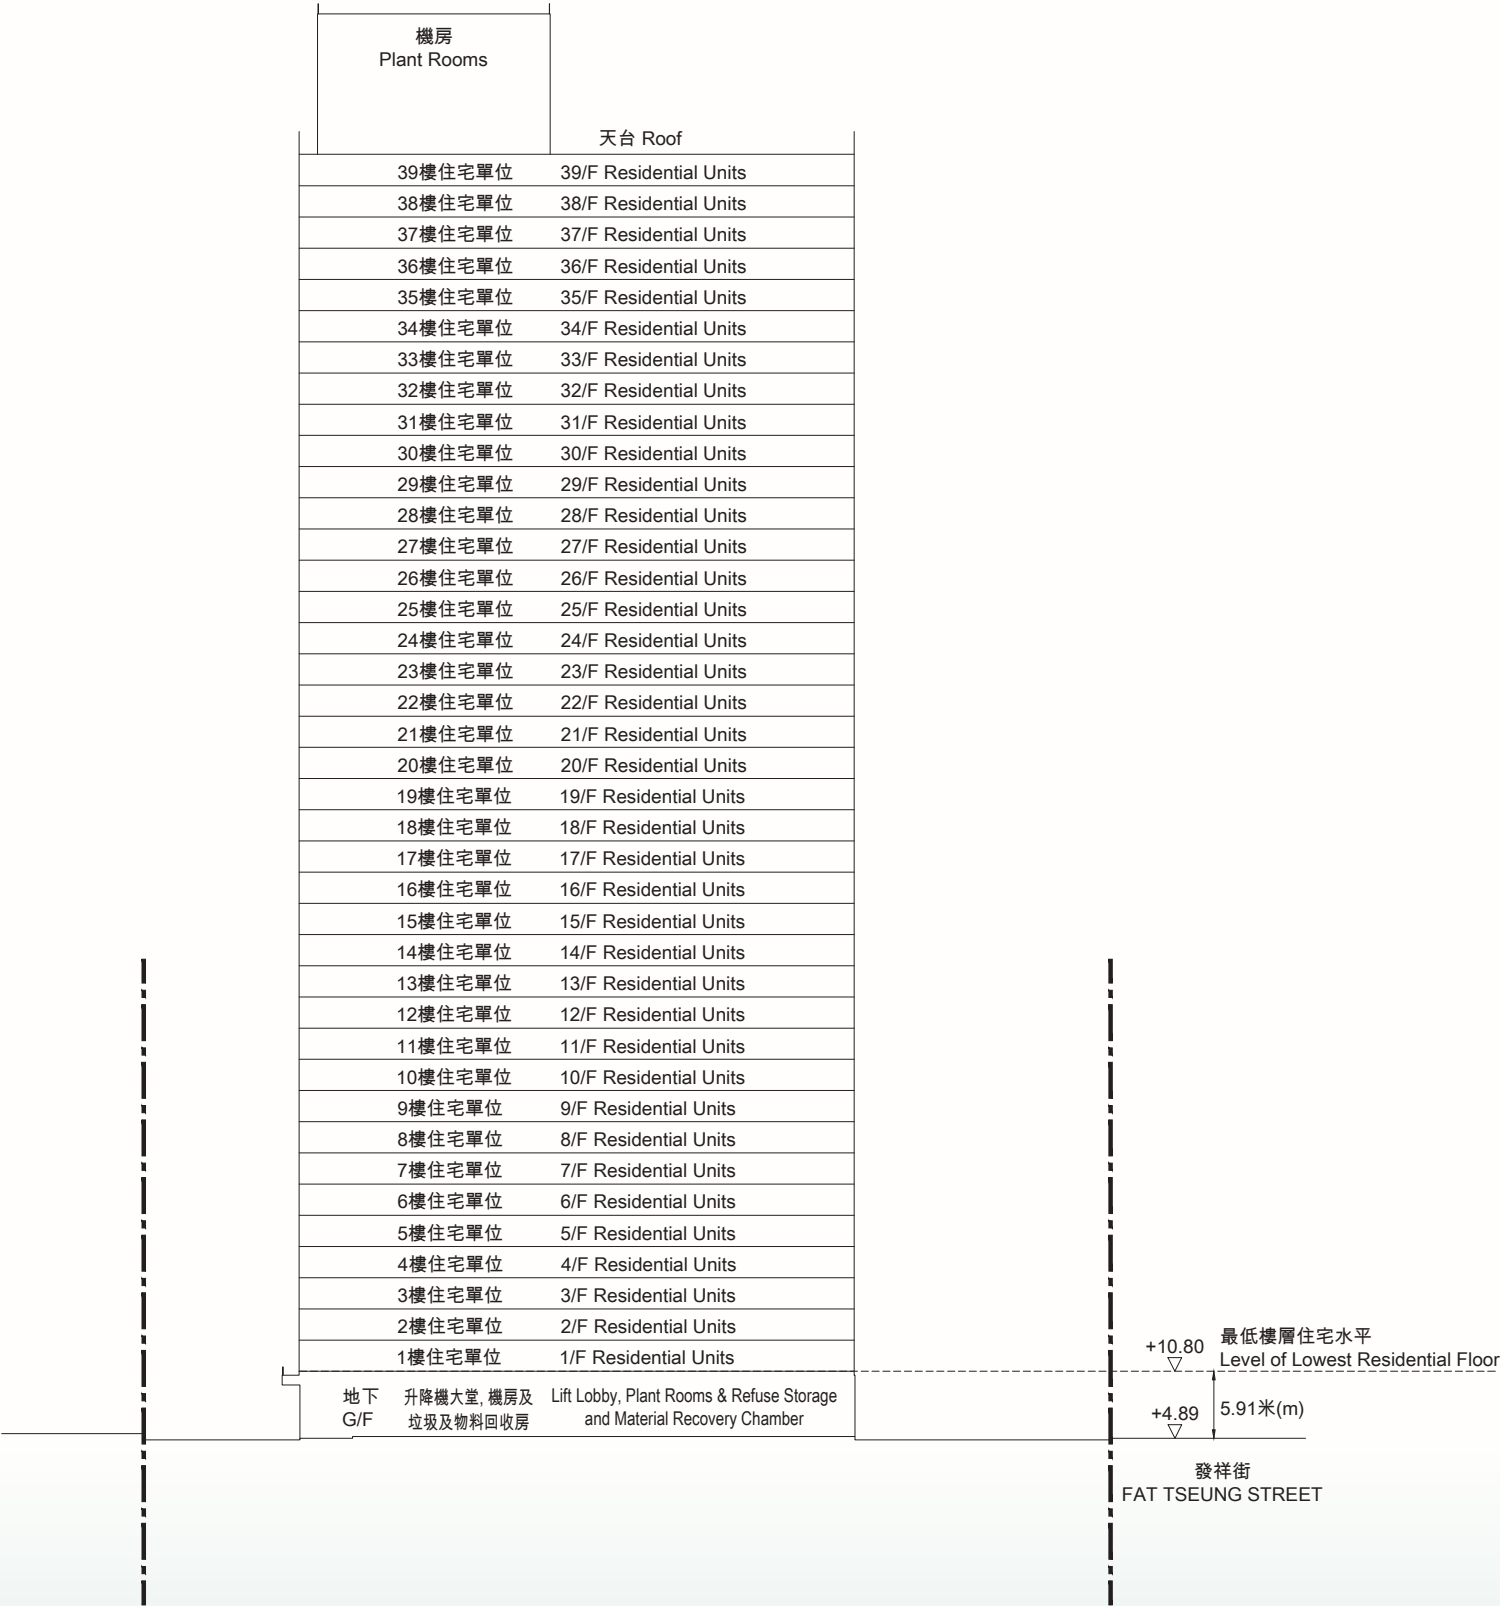 機房
Plant Rooms
天台 Roof
39樓住宅單位 39/F Residential Units
38樓住宅單位 38/F Residential Units
37樓住宅單位 37/F Residential Units
36樓住宅單位 36/F Residential Units
35樓住宅單位 35/F Residential Units
34樓住宅單位 34/F Residential Units
33樓住宅單位 33/F Residential Units
32樓住宅單位 32/F Residential Units
31樓住宅單位 31/F Residential Units
30樓住宅單位 30/F Residential Units
29樓住宅單位 29/F Residential Units
28樓住宅單位 28/F Residential Units
27樓住宅單位 27/F Residential Units
26樓住宅單位 26/F Residential Units
25樓住宅單位 25/F Residential Units
24樓住宅單位 24/F Residential Units
23樓住宅單位 23/F Residential Units
22樓住宅單位 22/F Residential Units
21樓住宅單位 21/F Residential Units
20樓住宅單位 20/F Residential Units
19樓住宅單位 19/F Residential Units
18樓住宅單位 18/F Residential Units
17樓住宅單位 17/F Residential Units
16樓住宅單位 16/F Residential Units
15樓住宅單位 15/F Residential Units
14樓住宅單位 14/F Residential Units
13樓住宅單位 13/F Residential Units
12樓住宅單位 12/F Residential Units
11樓住宅單位 11/F Residential Units
10樓住宅單位 10/F Residential Units
9樓住宅單位 9/F Residential Units
8樓住宅單位 8/F Residential Units
7樓住宅單位 7/F Residential Units
6樓住宅單位 6/F Residential Units
5樓住宅單位 5/F Residential Units
4樓住宅單位 4/F Residential Units
3樓住宅單位 3/F Residential Units
2樓住宅單位 2/F Residential Units
1樓住宅單位 1/F Residential Units
+10.80 最低樓層住宅水平
Level of Lowest Residential Floor
地下 升降機大堂, 機房及 Lift Lobby, Plant Rooms & Refuse Storage
G/F 垃圾及物料回收房 and Material Recovery Chamber
+4.89 5.91米(m)
發祥街
FAT TSEUNG STREET